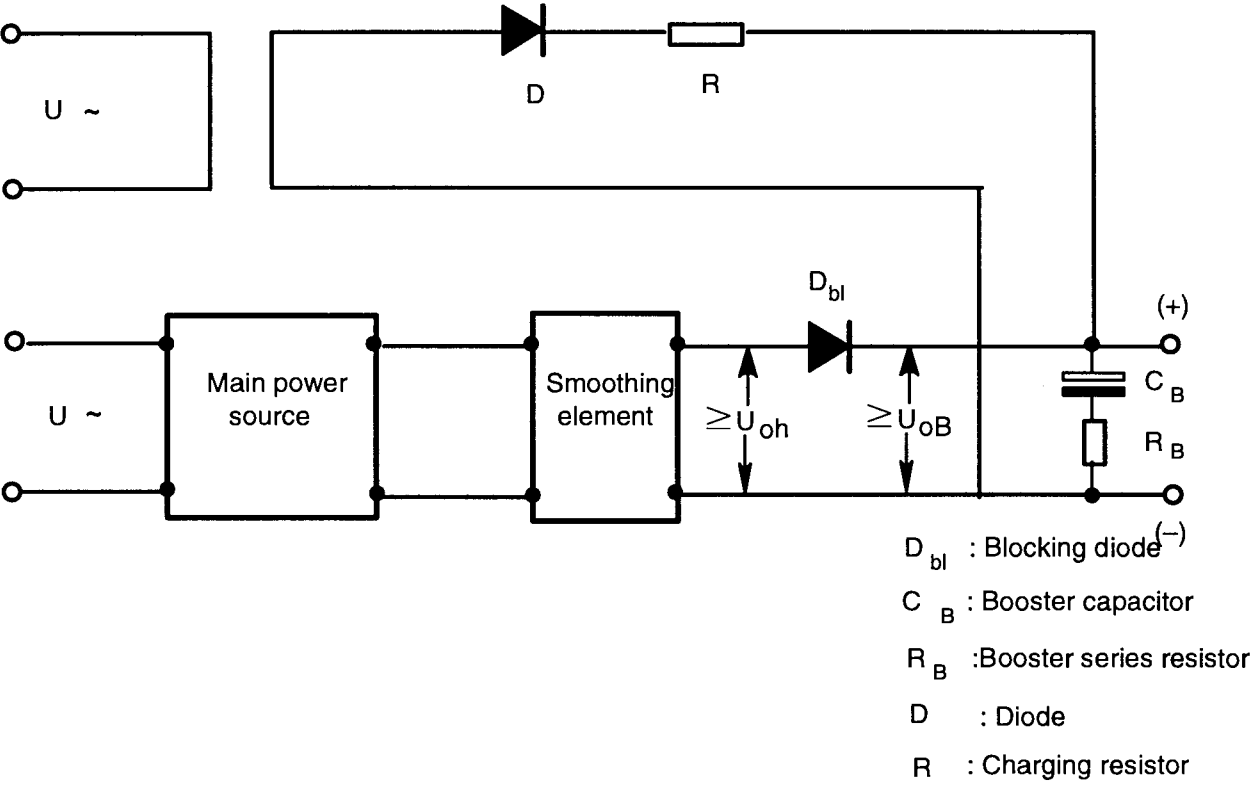 D
R
U ~
D bl
(+)
Main power
source
Smoothing
element
U ~
≥ U oh
≥ U oB
C B
R B
(–)
D bl : Blocking diode
C B : Booster capacitor
R B :Booster series resistor
D : Diode
R : Charging resistor